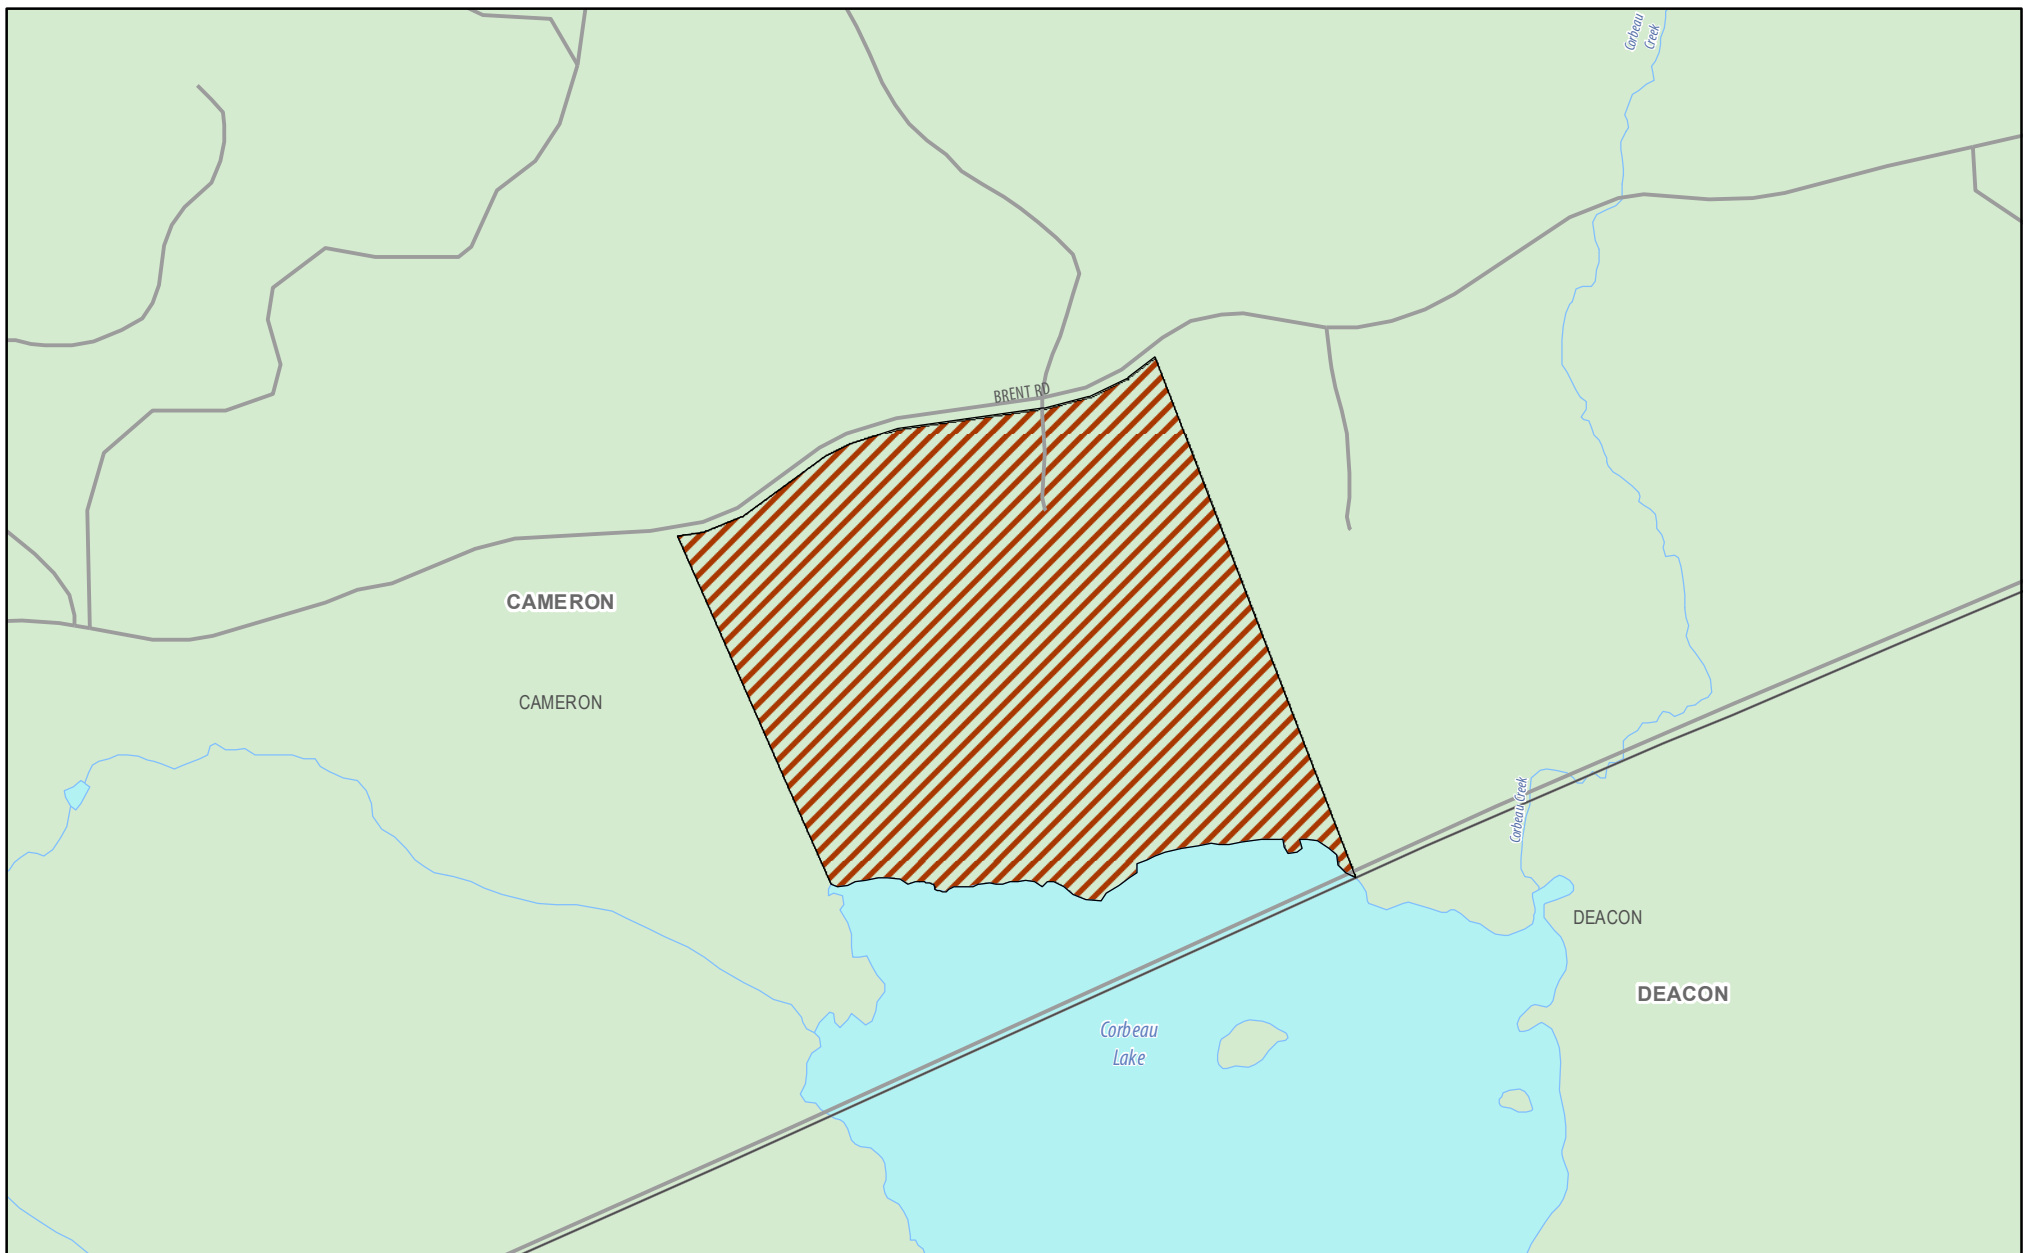 Corbeau
Creek
BRENT RD
CAMERON
CAMERON
Corbeau Creek
DEACON
DEACON
Corbeau
Lake